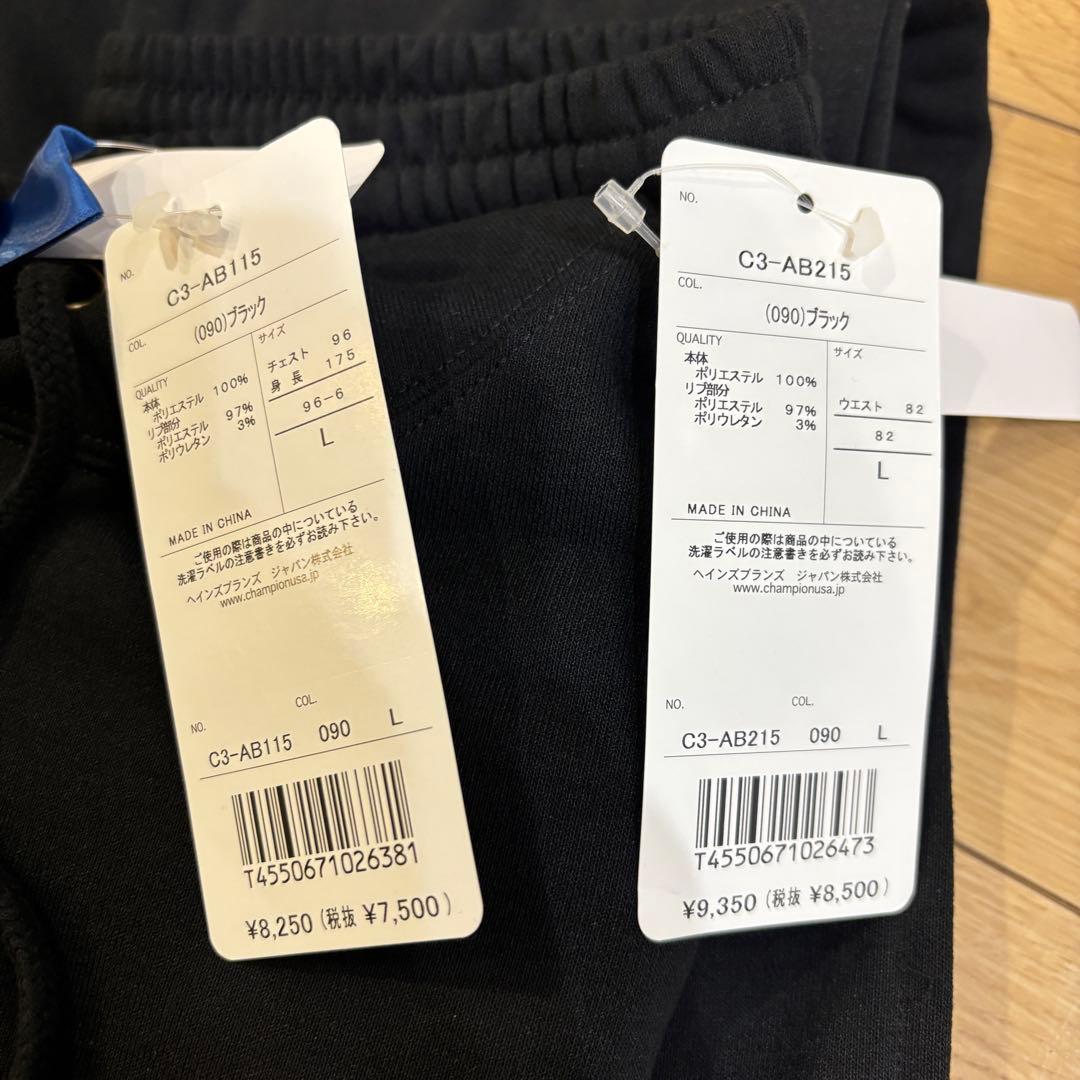 NO.
C3-AB115
COL.
(090)ブラック
QUALITY
本体
ポリエステル 100%
リブ部分
ポリエステル 97%
ポリウレタン 3%
サイズ
チェスト 96
身 長 175
96-6
L
MADE IN CHINA
ご使用の際は商品の中についている
洗濯ラベルの注意書きを必ずお読み下さい。
ヘインズブランズ ジャパン株式会社
www.championusa.jp
NO. COL.
C3-AB115 090 L
T4550671026381
¥8,250(税抜 ¥7,500)
NO.
C3-AB215
COL.
(090)ブラック
QUALITY
本体
ポリエステル 100%
リブ部分
ポリエステル 97%
ポリウレタン 3%
サイズ
ウエスト 82
82
L
MADE IN CHINA
ご使用の際は商品の中についている
洗濯ラベルの注意書きを必ずお読み下さい。
ヘインズブランズ ジャパン株式会社
www.championusa.jp
NO. COL.
C3-AB215 090 L
T4550671026473
¥9,350(税抜 ¥8,500)